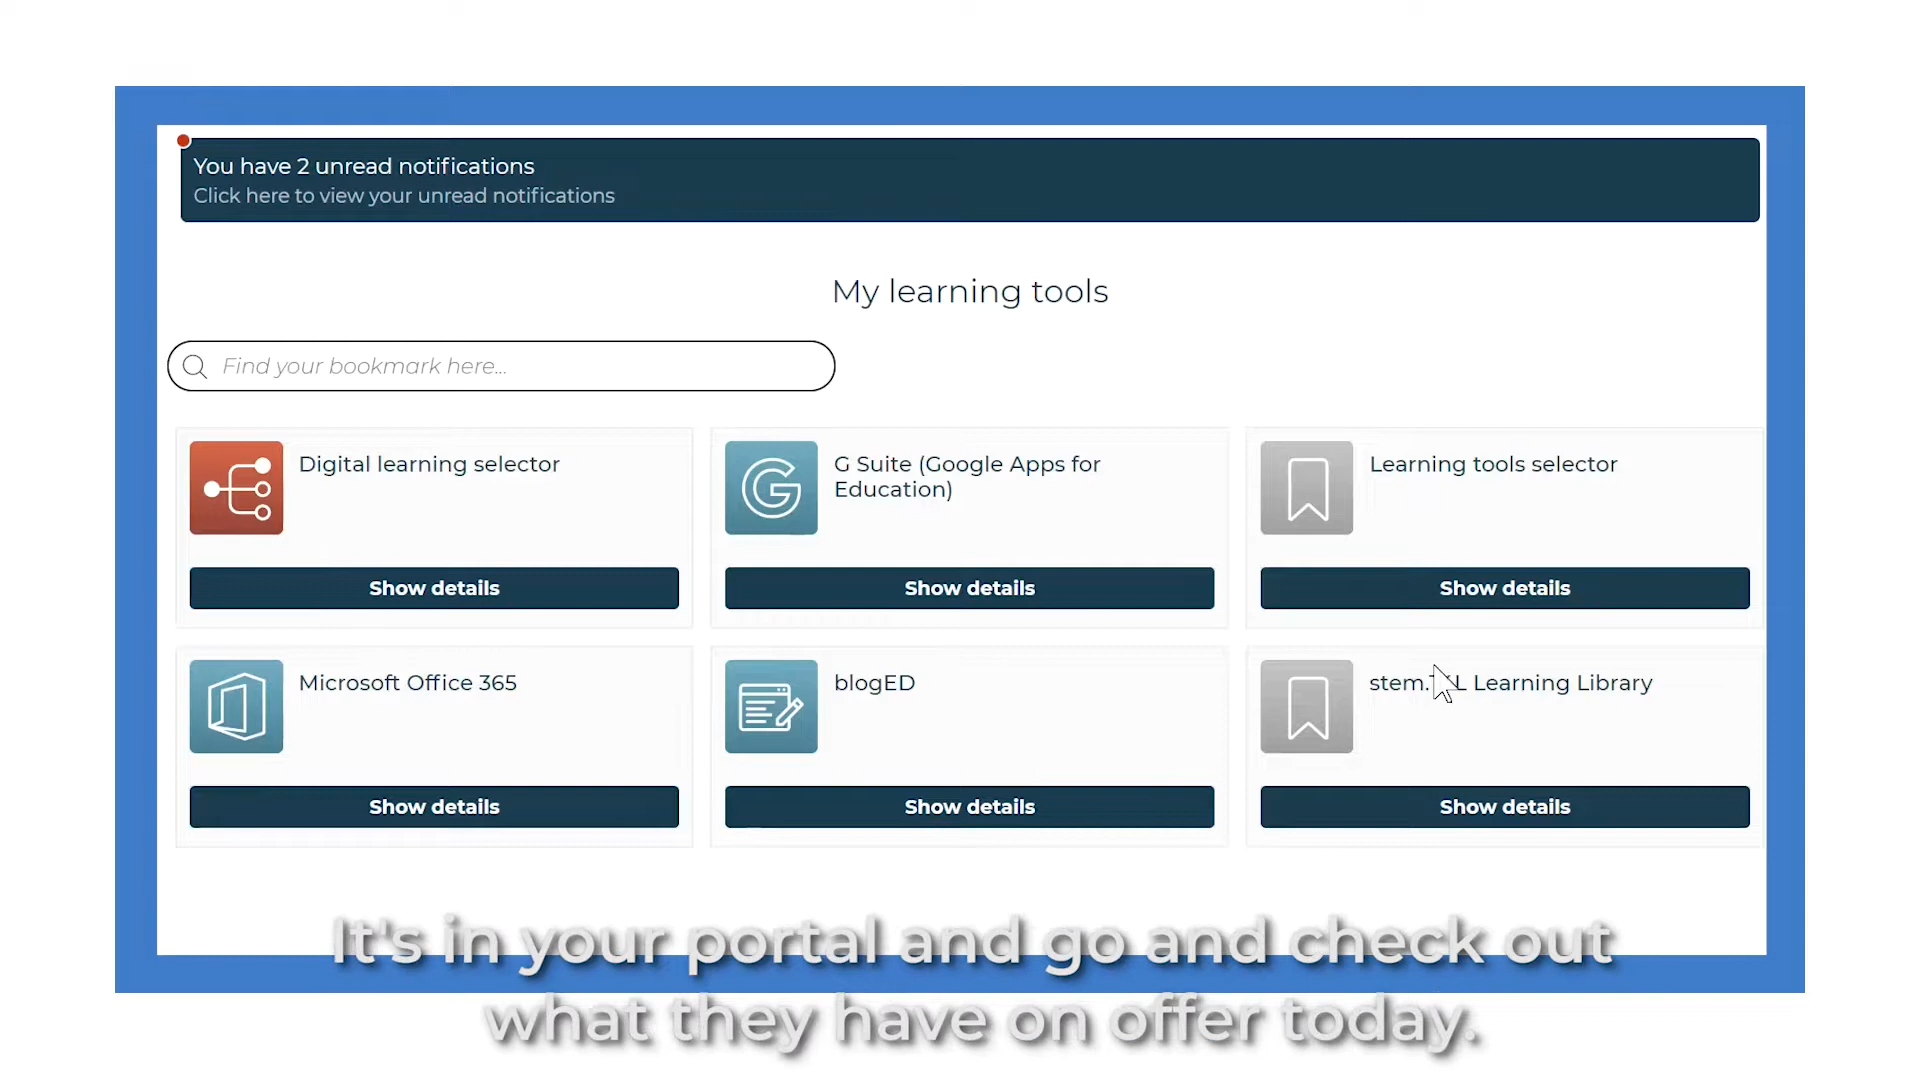 You have 2 unread notifications
Click here to view your unread notifications
My learning tools
Find your bookmark here...
Digital learning selector
G Suite (Google Apps for
Education)
Learning tools selector
Show details
Show details
Show details
Microsoft Office 365
blogED
stem. L Learning Library
Show details
Show details
Show details
It's in your portal and go and check out
what they have on offer today.